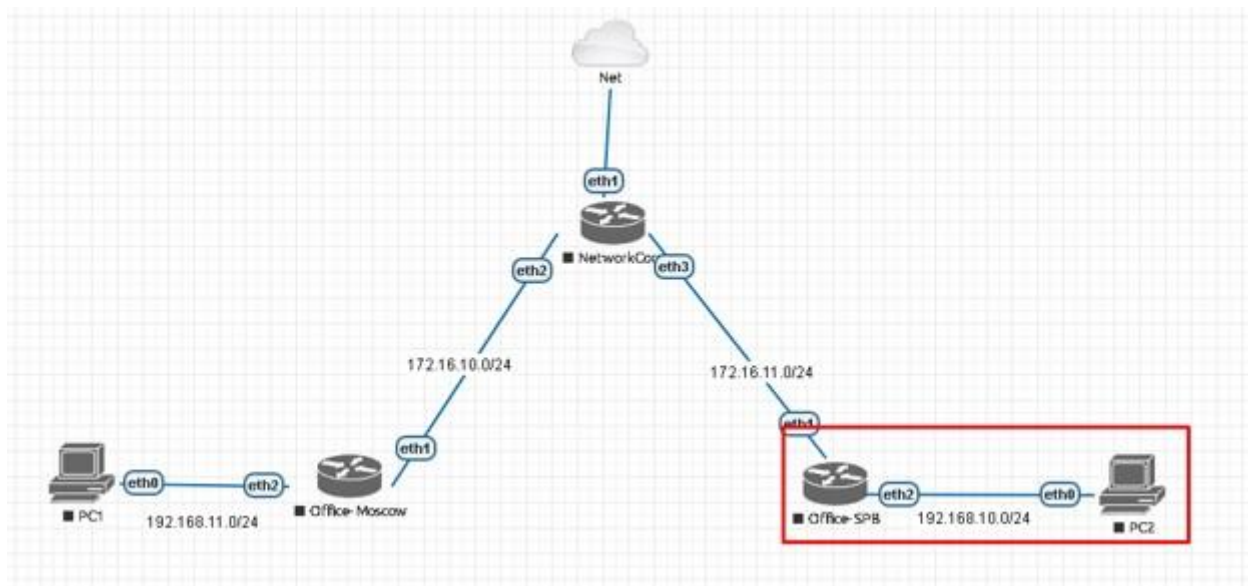 Net
eth1
NetworkCor
eth2
eth3
172.16.10.0/24
172.16.11.0/24
eth1
eth1
PC1
eth0
eth2
192.168.11.0/24
Office-Moscow
Office-SPB
eth2
192.168.10.0/24
eth0
PC2